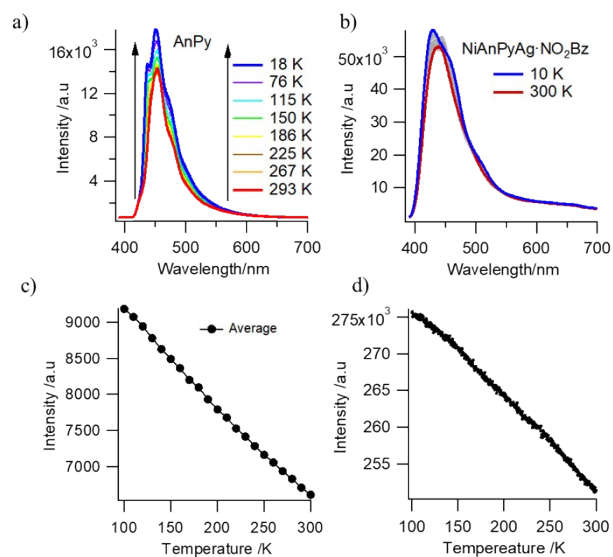 a)
AnPy
16x10³
12
8
4
Intensity /a.u
18 K
76 K
115 K
150 K
186 K
225 K
267 K
293 K
400 500 600 700
Wavelength/nm
b)
NiAnPyAg·NO₂Bz
50x10³
40
30
20
10
Intensity /a.u
10 K
300 K
400 500 600 700
Wavelength/nm
c)
9000
8500
8000
7500
7000
Intensity /a.u
Average
100 150 200 250 300
Temperature /K
d)
275x10³
270
265
260
255
Intensity /a.u
100 150 200 250 300
Tempereature /K